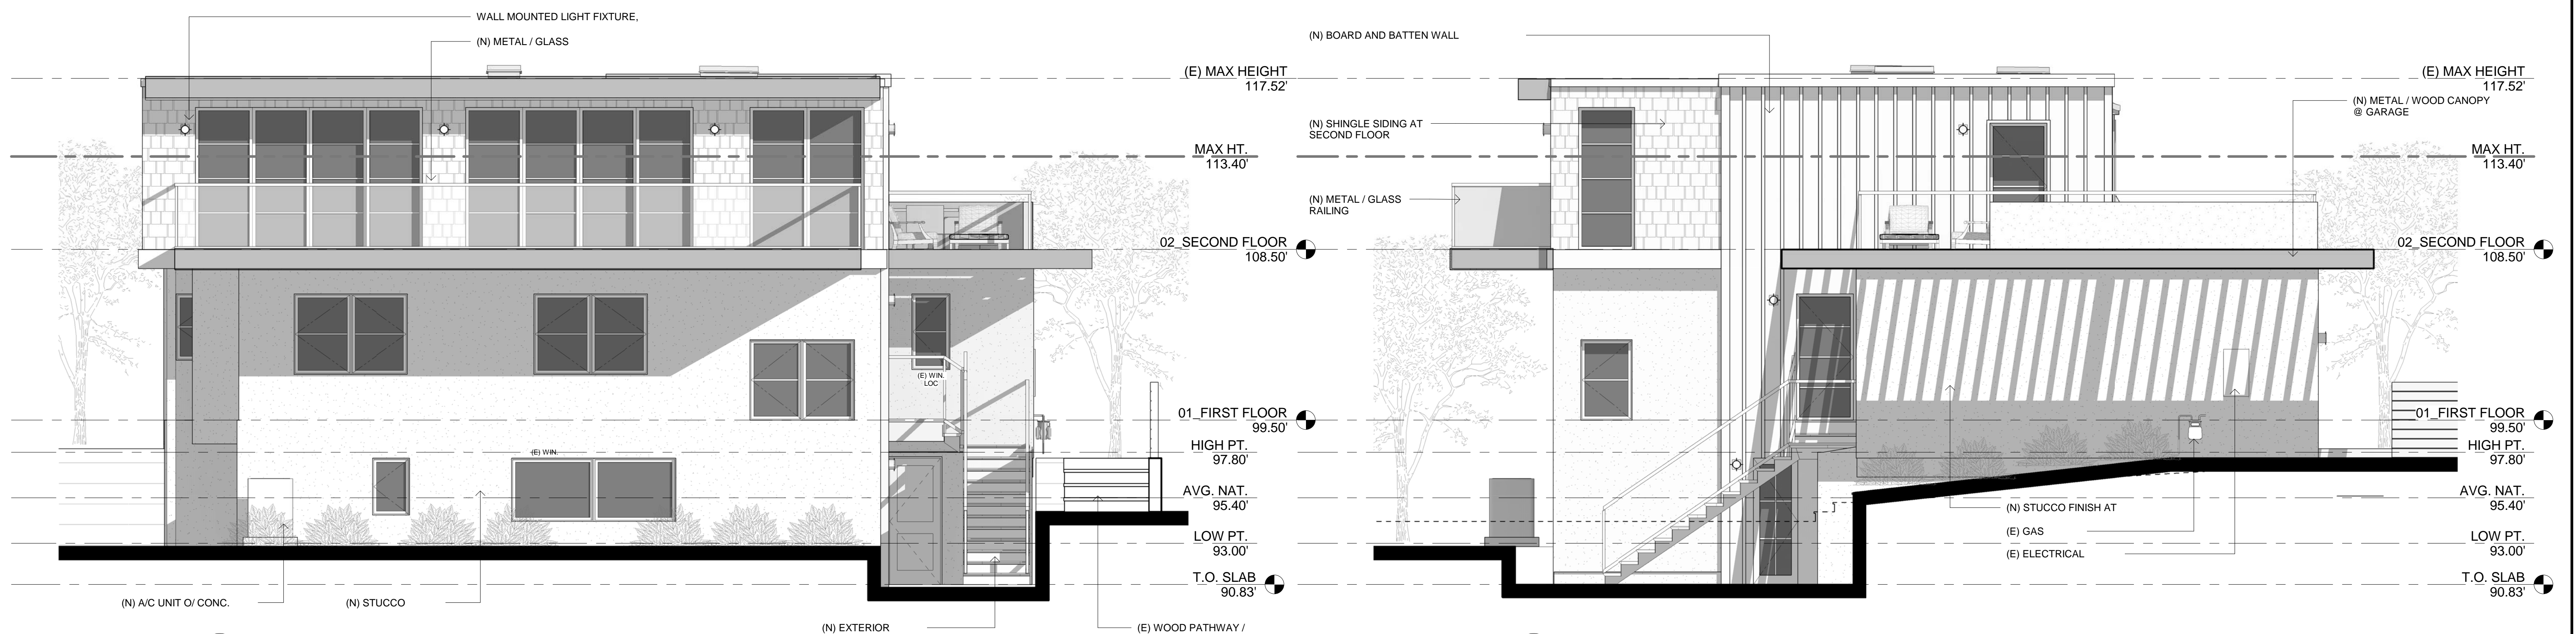 WALL MOUNTED LIGHT FIXTURE,
(N) METAL / GLASS
(E) MAX HEIGHT
117.52'
MAX HT.
113.40'
02_SECOND FLOOR
108.50'
(E) WIN.
LOC
01_FIRST FLOOR
99.50'
HIGH PT.
97.80'
(E) WIN.
AVG. NAT.
95.40'
LOW PT.
93.00'
T.O. SLAB
90.83'
(N) A/C UNIT O/ CONC.
(N) STUCCO
(N) EXTERIOR
(E) WOOD PATHWAY /
(N) BOARD AND BATTEN WALL
(E) MAX HEIGHT
117.52'
(N) METAL / WOOD CANOPY
@ GARAGE
(N) SHINGLE SIDING AT
SECOND FLOOR
MAX HT.
113.40'
(N) METAL / GLASS
RAILING
02_SECOND FLOOR
108.50'
01_FIRST FLOOR
99.50'
HIGH PT.
97.80'
AVG. NAT.
95.40'
(N) STUCCO FINISH AT
(E) GAS
LOW PT.
93.00'
(E) ELECTRICAL
T.O. SLAB
90.83'